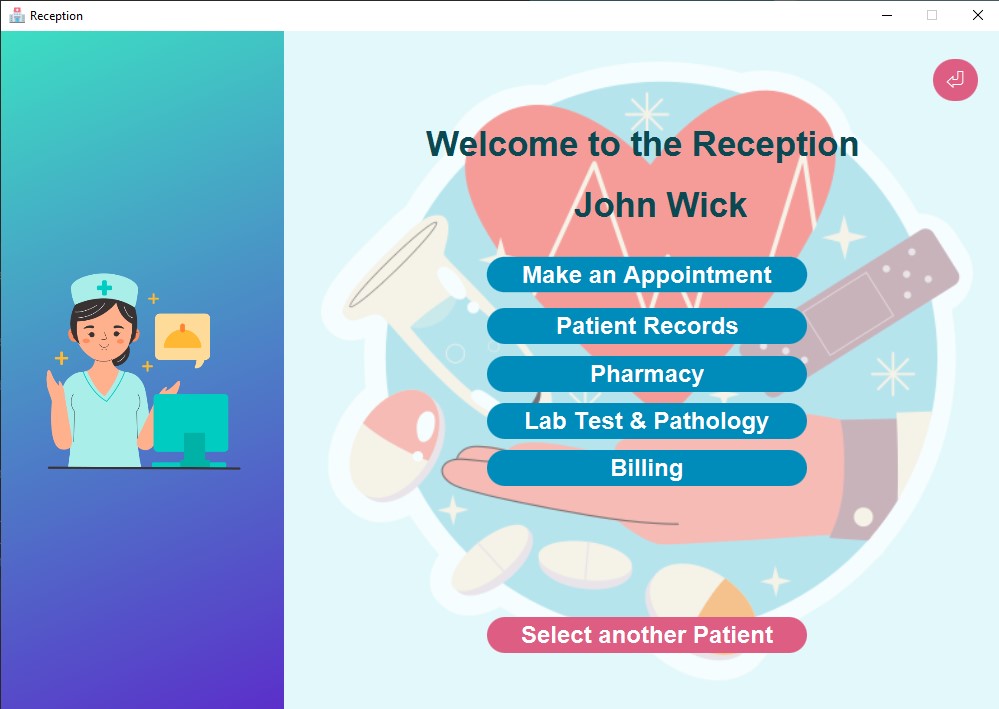 Reception
Welcome to the Reception
John Wick
Make an Appointment
Patient Records
Pharmacy
Lab Test & Pathology
Billing
Select another Patient